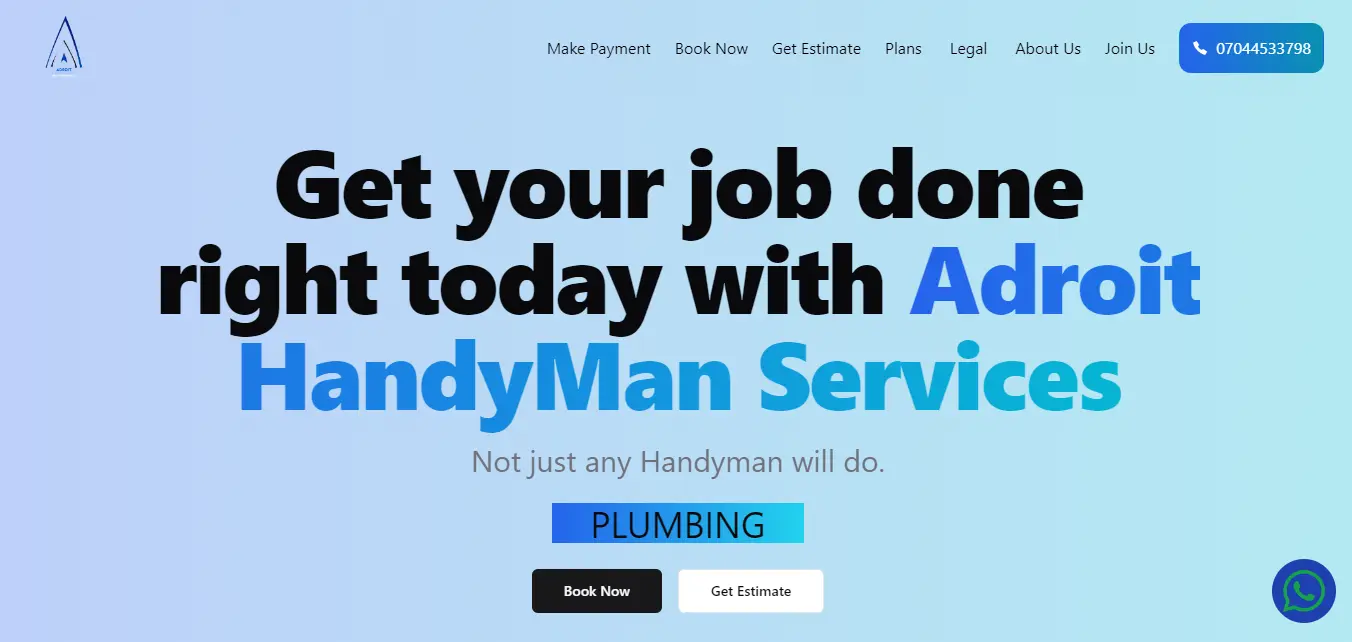 ADROIT
Make Payment Book Now Get Estimate Plans Legal About Us Join Us 07044533798
Get your job done
right today with Adroit
HandyMan Services
Not just any Handyman will do.
PLUMBING
Book Now Get Estimate